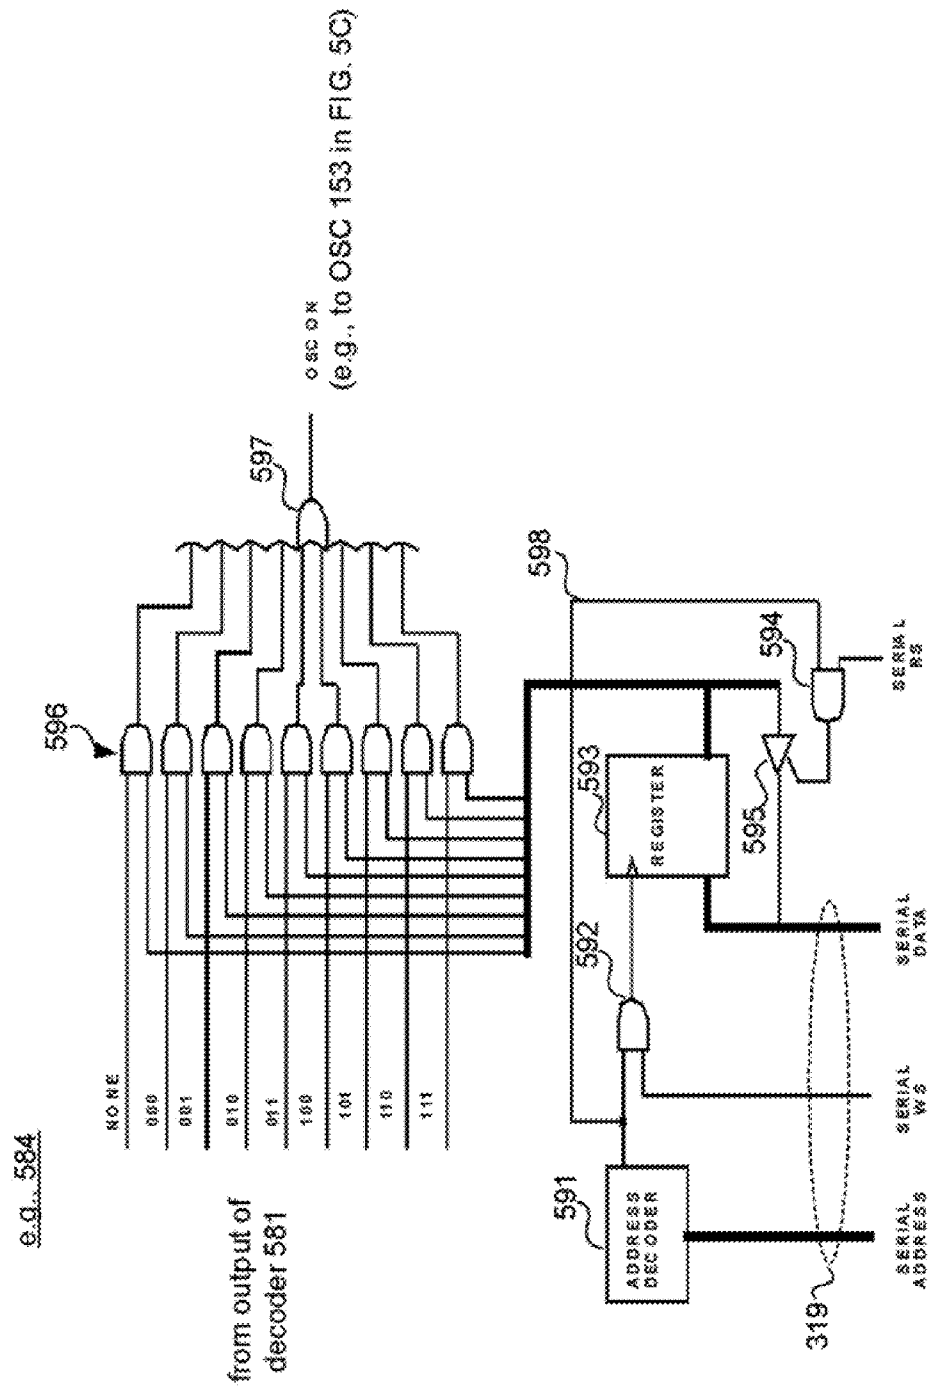 e.g., 584
from output of
decoder 581
NONE
000
001
010
011
100
101
110
111
596
597
OSC ON
(e.g., to OSC 153 in FIG. 5C)
591
ADDRESS
DECODER
592
593
REGISTER
598
594
595
319
SERIAL
ADDRESS
SERIAL
WS
SERIAL
DATA
SERIAL
RS